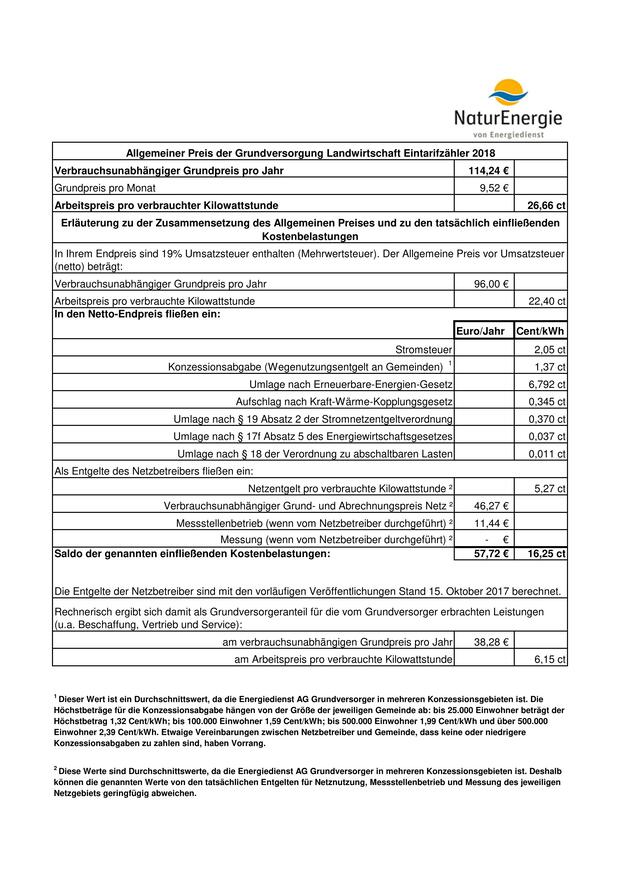 NaturEnergie
von Energiedienst
Allgemeiner Preis der Grundversorgung Landwirtschaft Eintarifzähler 2018
Verbrauchsunabhängiger Grundpreis pro Jahr 114,24 €
Grundpreis pro Monat 9,52 €
Arbeitspreis pro verbrauchter Kilowattstunde 26,66 ct
Erläuterung zu der Zusammensetzung des Allgemeinen Preises und zu den tatsächlich einfließenden
Kostenbelastungen
In Ihrem Endpreis sind 19% Umsatzsteuer enthalten (Mehrwertsteuer). Der Allgemeine Preis vor Umsatzsteuer
(netto) beträgt:
Verbrauchsunabhängiger Grundpreis pro Jahr 96,00 €
Arbeitspreis pro verbrauchte Kilowattstunde 22,40 ct
In den Netto-Endpreis fließen ein:
Euro/Jahr Cent/kWh
Stromsteuer 2,05 ct
Konzessionsabgabe (Wegenutzungsentgelt an Gemeinden) ¹ 1,37 ct
Umlage nach Erneuerbare-Energien-Gesetz 6,792 ct
Aufschlag nach Kraft-Wärme-Kopplungsgesetz 0,345 ct
Umlage nach § 19 Absatz 2 der Stromnetzentgeltverordnung 0,370 ct
Umlage nach § 17f Absatz 5 des Energiewirtschaftsgesetzes 0,037 ct
Umlage nach § 18 der Verordnung zu abschaltbaren Lasten 0,011 ct
Als Entgelte des Netzbetreibers fließen ein:
Netzentgelt pro verbrauchte Kilowattstunde ² 5,27 ct
Verbrauchsunabhängiger Grund- und Abrechnungspreis Netz ² 46,27 €
Messstellenbetrieb (wenn vom Netzbetreiber durchgeführt) ² 11,44 €
Messung (wenn vom Netzbetreiber durchgeführt) ² - €
Saldo der genannten einfließenden Kostenbelastungen: 57,72 € 16,25 ct
Die Entgelte der Netzbetreiber sind mit den vorläufigen Veröffentlichungen Stand 15. Oktober 2017 berechnet.
Rechnerisch ergibt sich damit als Grundversorgeranteil für die vom Grundversorger erbrachten Leistungen
(u.a. Beschaffung, Vertrieb und Service):
am verbrauchsunabhängigen Grundpreis pro Jahr 38,28 €
am Arbeitspreis pro verbrauchte Kilowattstunde 6,15 ct
¹ Dieser Wert ist ein Durchschnittswert, da die Energiedienst AG Grundversorger in mehreren Konzessionsgebieten ist. Die
Höchstbeträge für die Konzessionsabgabe hängen von der Größe der jeweiligen Gemeinde ab: bis 25.000 Einwohner beträgt der
Höchstbetrag 1,32 Cent/kWh; bis 100.000 Einwohner 1,59 Cent/kWh; bis 500.000 Einwohner 1,99 Cent/kWh und über 500.000
Einwohner 2,39 Cent/kWh. Etwaige Vereinbarungen zwischen Netzbetreiber und Gemeinde, dass keine oder niedrigere
Konzessionsabgaben zu zahlen sind, haben Vorrang.
² Diese Werte sind Durchschnittswerte, da die Energiedienst AG Grundversorger in mehreren Konzessionsgebieten ist. Deshalb
können die genannten Werte von den tatsächlichen Entgelten für Netznutzung, Messstellenbetrieb und Messung des jeweiligen
Netzgebiets geringfügig abweichen.